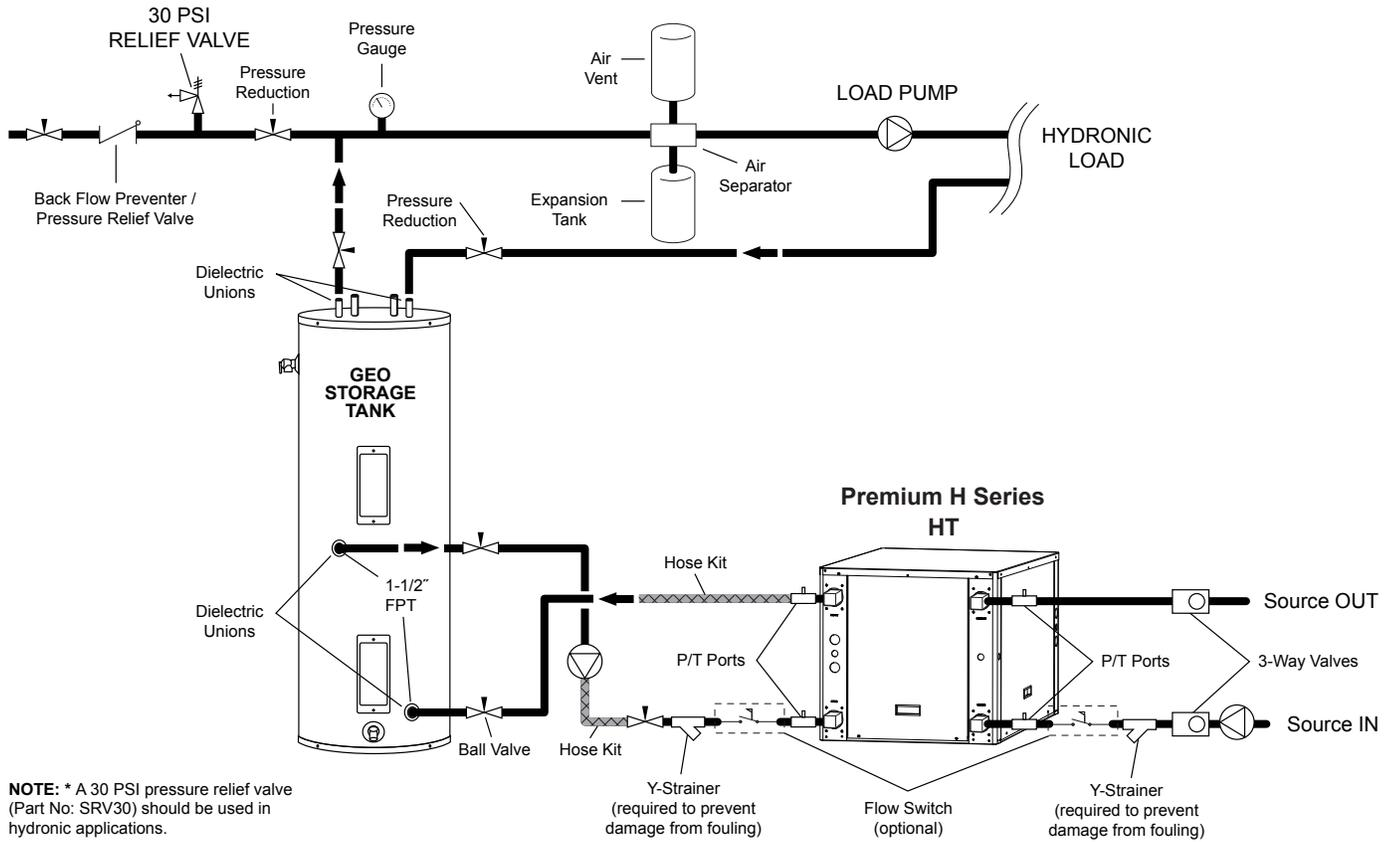 30 PSI
RELIEF VALVE
Pressure
Reduction
Pressure
Gauge
Air
Vent
LOAD PUMP
HYDRONIC
LOAD
Back Flow Preventer /
Pressure Relief Valve
Pressure
Reduction
Expansion
Tank
Air
Separator
Dielectric
Unions
GEO
STORAGE
TANK
Premium H Series
HT
Hose Kit
1-1/2˝
FPT
Dielectric
Unions
P/T Ports
P/T Ports
Source OUT
3-Way Valves
Source IN
Ball Valve
Hose Kit
Y-Strainer
(required to prevent
damage from fouling)
Flow Switch
(optional)
Y-Strainer
(required to prevent
damage from fouling)
NOTE: * A 30 PSI pressure relief valve
(Part No: SRV30) should be used in
hydronic applications.